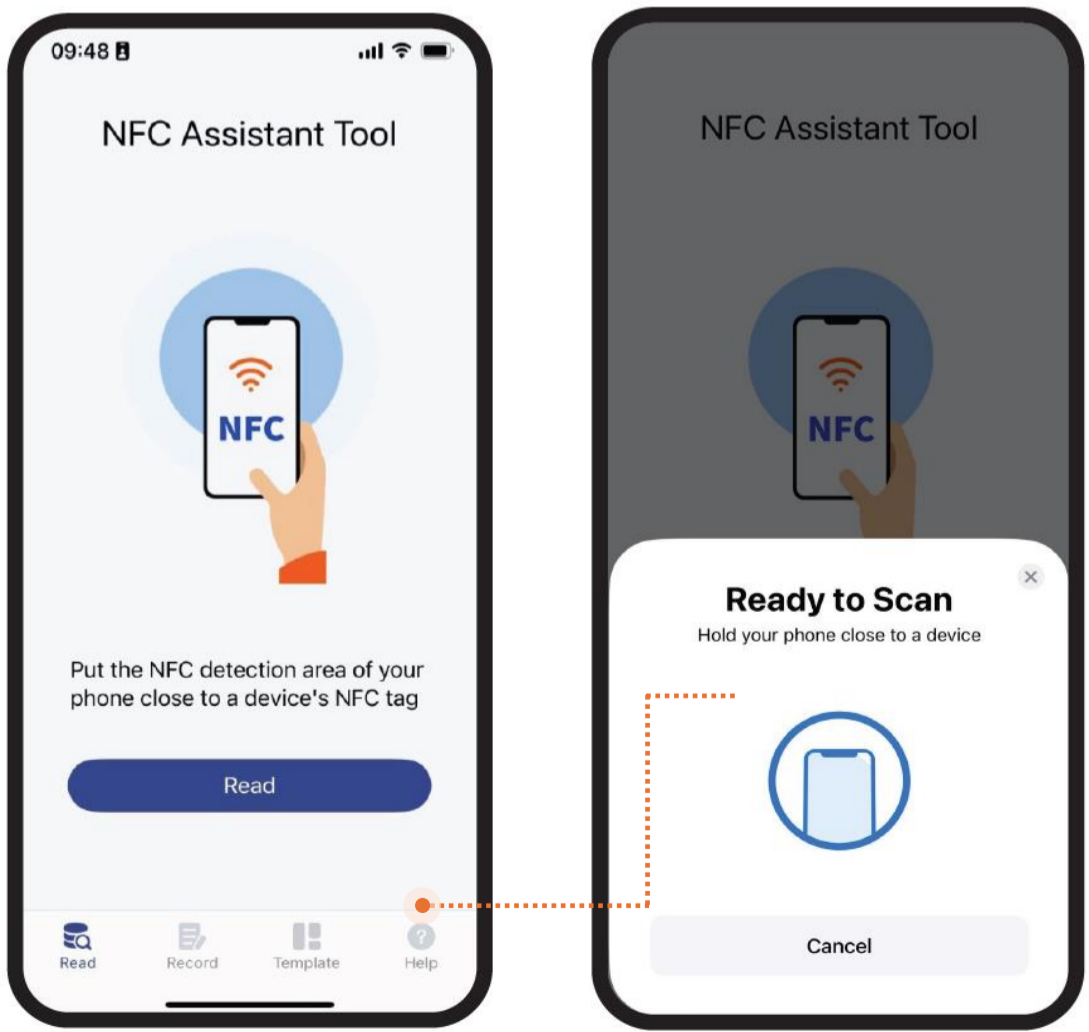 09:48
NFC Assistant Tool
NFC
Put the NFC detection area of your
phone close to a device's NFC tag
Read
Read
Record
Template
Help
NFC Assistant Tool
NFC
Ready to Scan
Hold your phone close to a device
Cancel